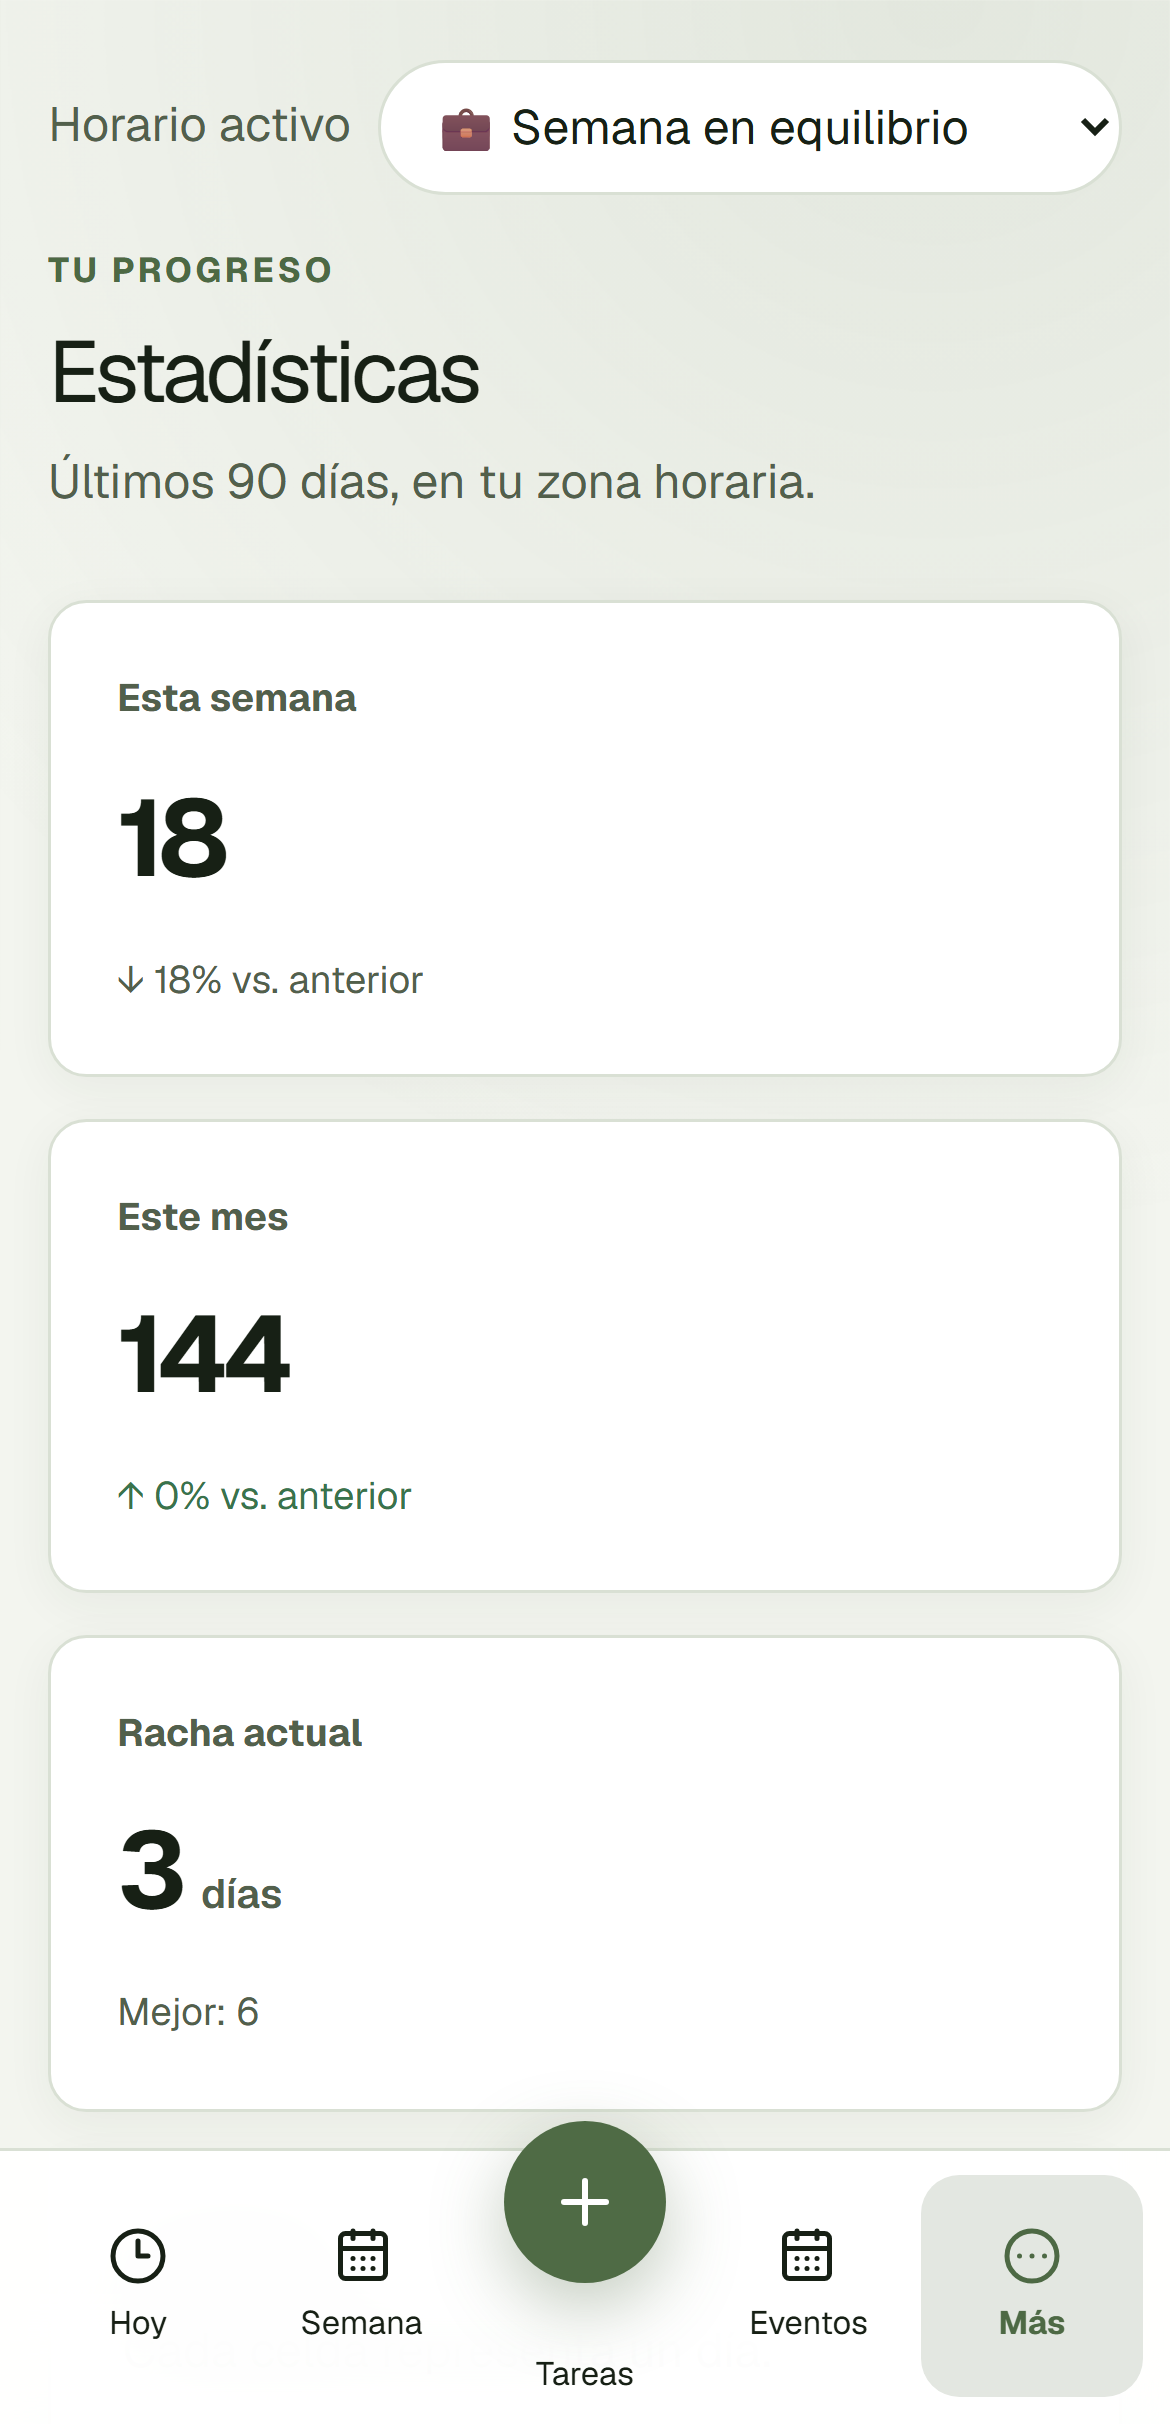 Horario activo
Semana en equilibrio
TU PROGRESO
Estadísticas
Últimos 90 días, en tu zona horaria.
Esta semana
18
↓ 18% vs. anterior
Este mes
144
↑ 0% vs. anterior
Racha actual
3 días
Mejor: 6
Hoy
Semana
Tareas
Eventos
Más